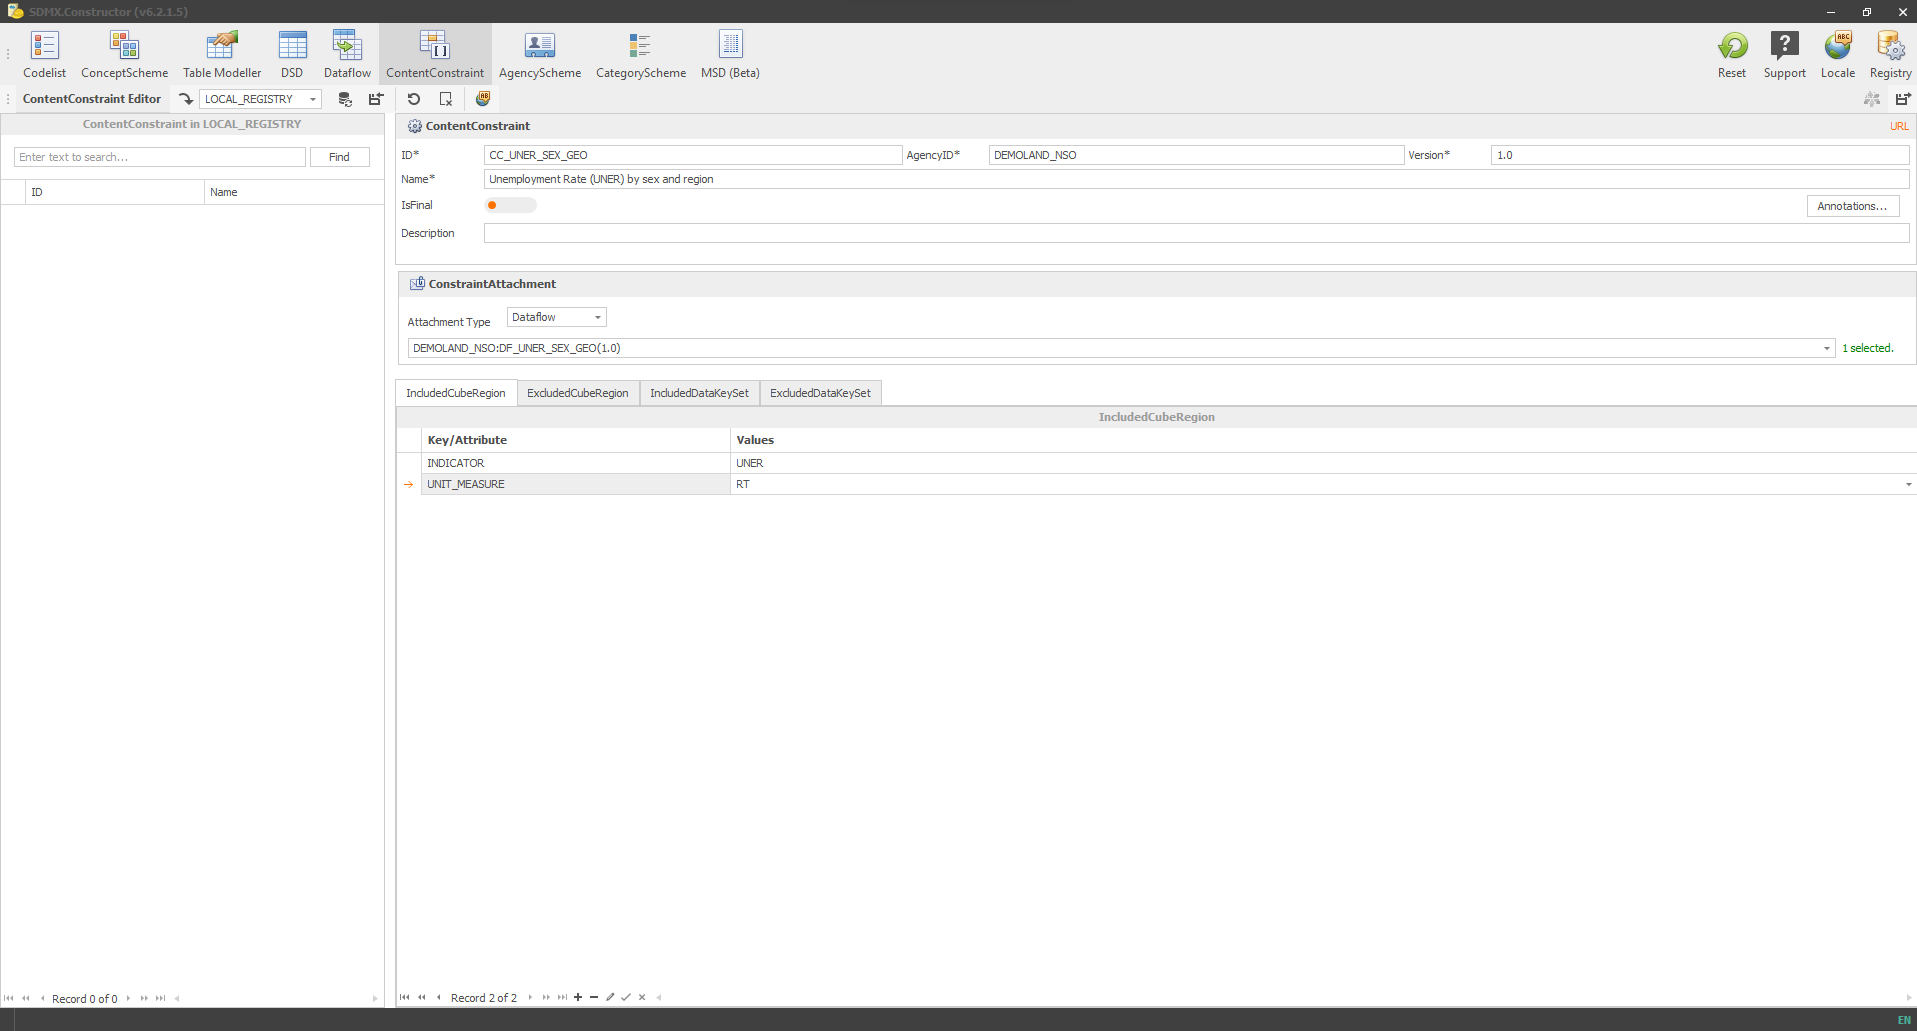 SDMX.Constructor (v6.2.1.5)
Codelist ConceptScheme Table Modeller DSD Dataflow ContentConstraint AgencyScheme CategoryScheme MSD (Beta) Reset Support Locale Registry
ContentConstraint Editor LOCAL_REGISTRY
ContentConstraint in LOCAL_REGISTRY
Enter text to search... Find
ID Name
Record 0 of 0
ContentConstraint URL
ID* CC_UNER_SEX_GEO AgencyID* DEMOLAND_NSO Version* 1.0
Name* Unemployment Rate (UNER) by sex and region
IsFinal Annotations...
Description
ConstraintAttachment
Attachment Type Dataflow
DEMOLAND_NSO:DF_UNER_SEX_GEO(1.0) 1 selected.
IncludedCubeRegion ExcludedCubeRegion IncludedDataKeySet ExcludedDataKeySet
IncludedCubeRegion
Key/Attribute Values
INDICATOR UNER
UNIT_MEASURE RT
Record 2 of 2
EN